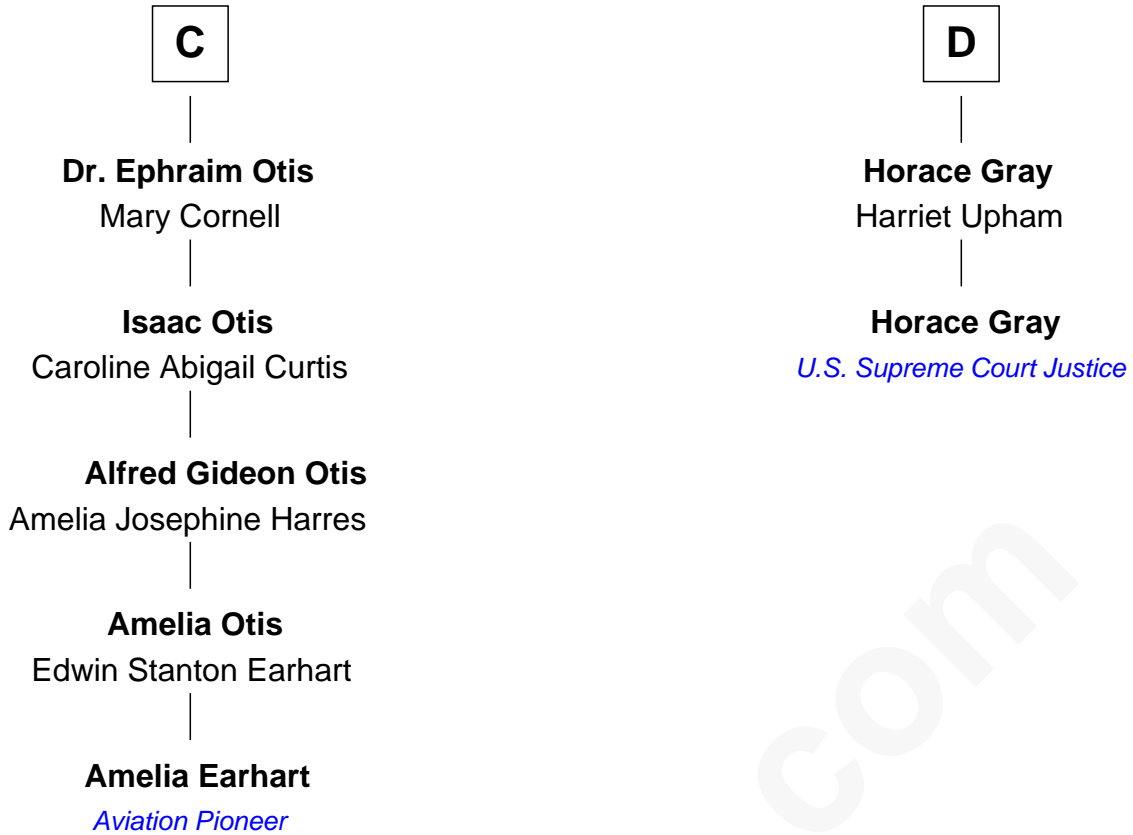 C
Dr. Ephraim Otis
Mary Cornell
Isaac Otis
Caroline Abigail Curtis
Alfred Gideon Otis
Amelia Josephine Harres
Amelia Otis
Edwin Stanton Earhart
Amelia Earhart
Aviation Pioneer
D
Horace Gray
Harriet Upham
Horace Gray
U.S. Supreme Court Justice
com